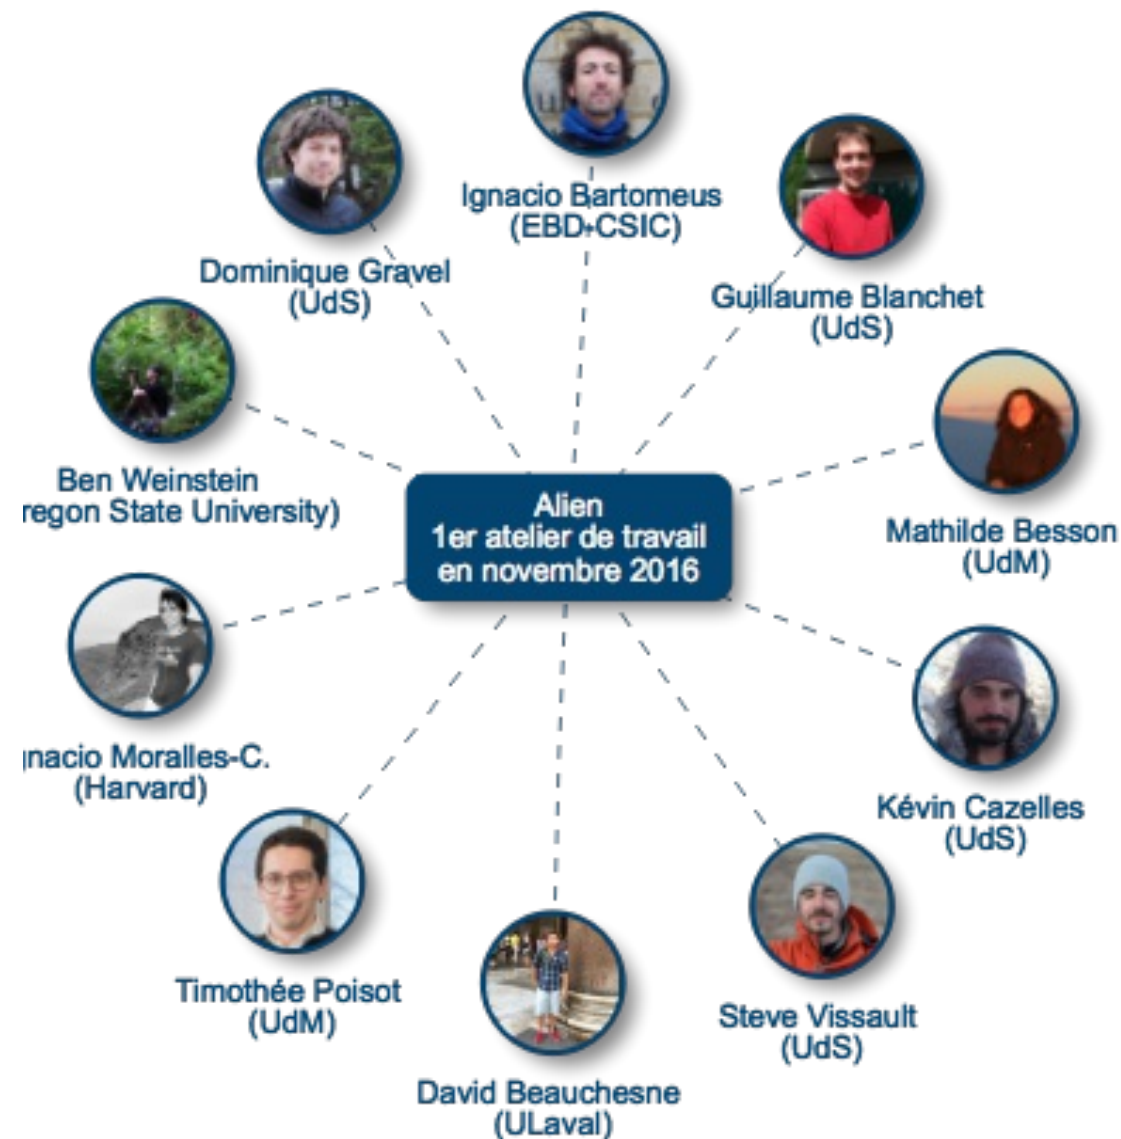 Ignacio Bartomeus
(EBD-CSIC)
Dominique Gravel
(UdS)
Guillaume Blanchet
(UdS)
Ben Weinstein
regon State University)
Alien
1er atelier de travail
en novembre 2016
Mathilde Besson
(UdM)
gnacio Moralles-C.
(Harvard)
Kévin Cazelles
(UdS)
Timothée Poisot
(UdM)
Steve Vissault
(UdS)
David Beauchesne
(ULaval)